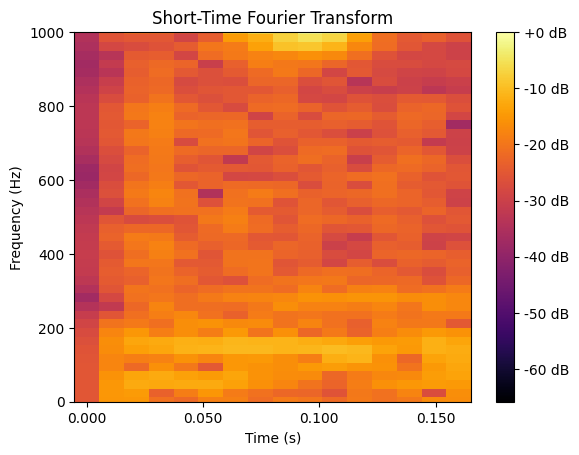 Short-Time Fourier Transform
Frequency (Hz)
1000
800
600
400
200
0
0.000
0.050
0.100
0.150
Time (s)
+0 dB
-10 dB
-20 dB
-30 dB
-40 dB
-50 dB
-60 dB